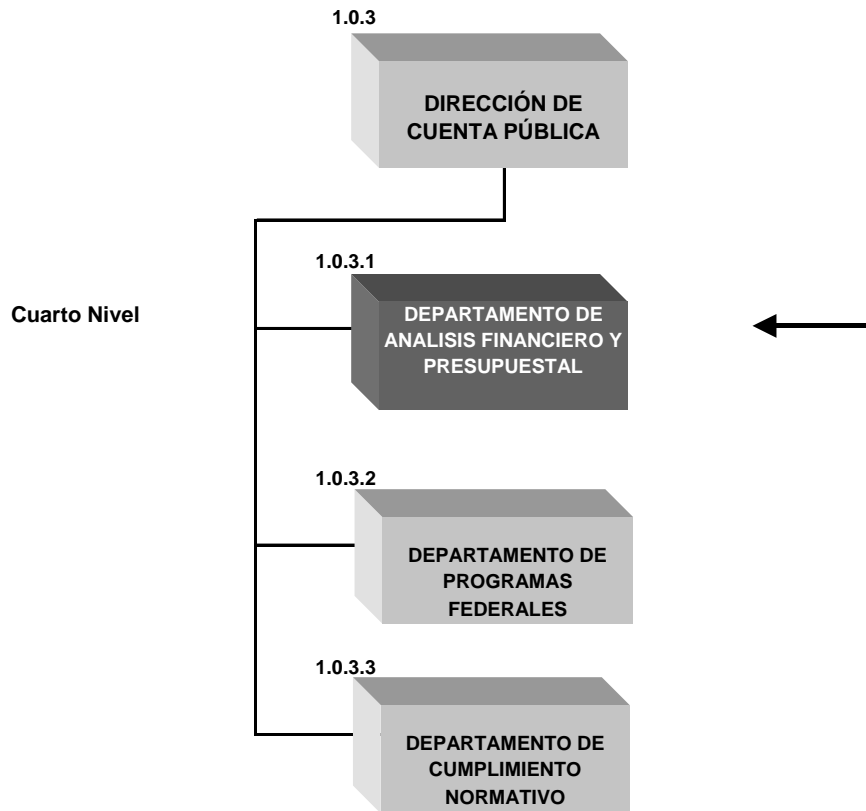 1.0.3
DIRECCIÓN DE
CUENTA PÚBLICA
1.0.3.1
Cuarto Nivel
DEPARTAMENTO DE
ANALISIS FINANCIERO Y
PRESUPUESTAL
1.0.3.2
DEPARTAMENTO DE
PROGRAMAS
FEDERALES
1.0.3.3
DEPARTAMENTO DE
CUMPLIMIENTO
NORMATIVO